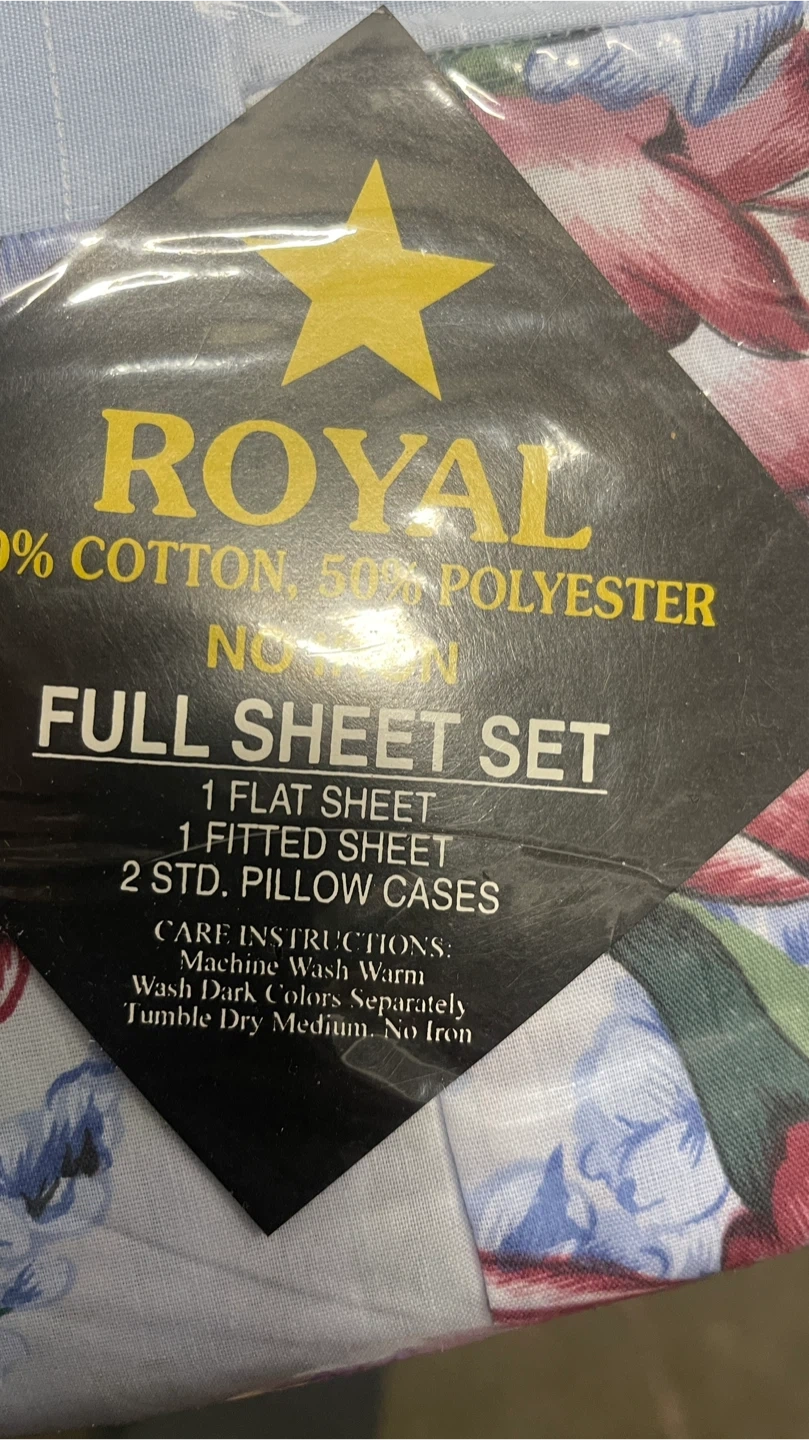 ROYAL
0% COTTON, 50% POLYESTER
NO IRON
FULL SHEET SET
1 FLAT SHEET
1 FITTED SHEET
2 STD. PILLOW CASES
CARE INSTRUCTIONS:
Machine Wash Warm
Wash Dark Colors Separately
Tumble Dry Medium. No Iron